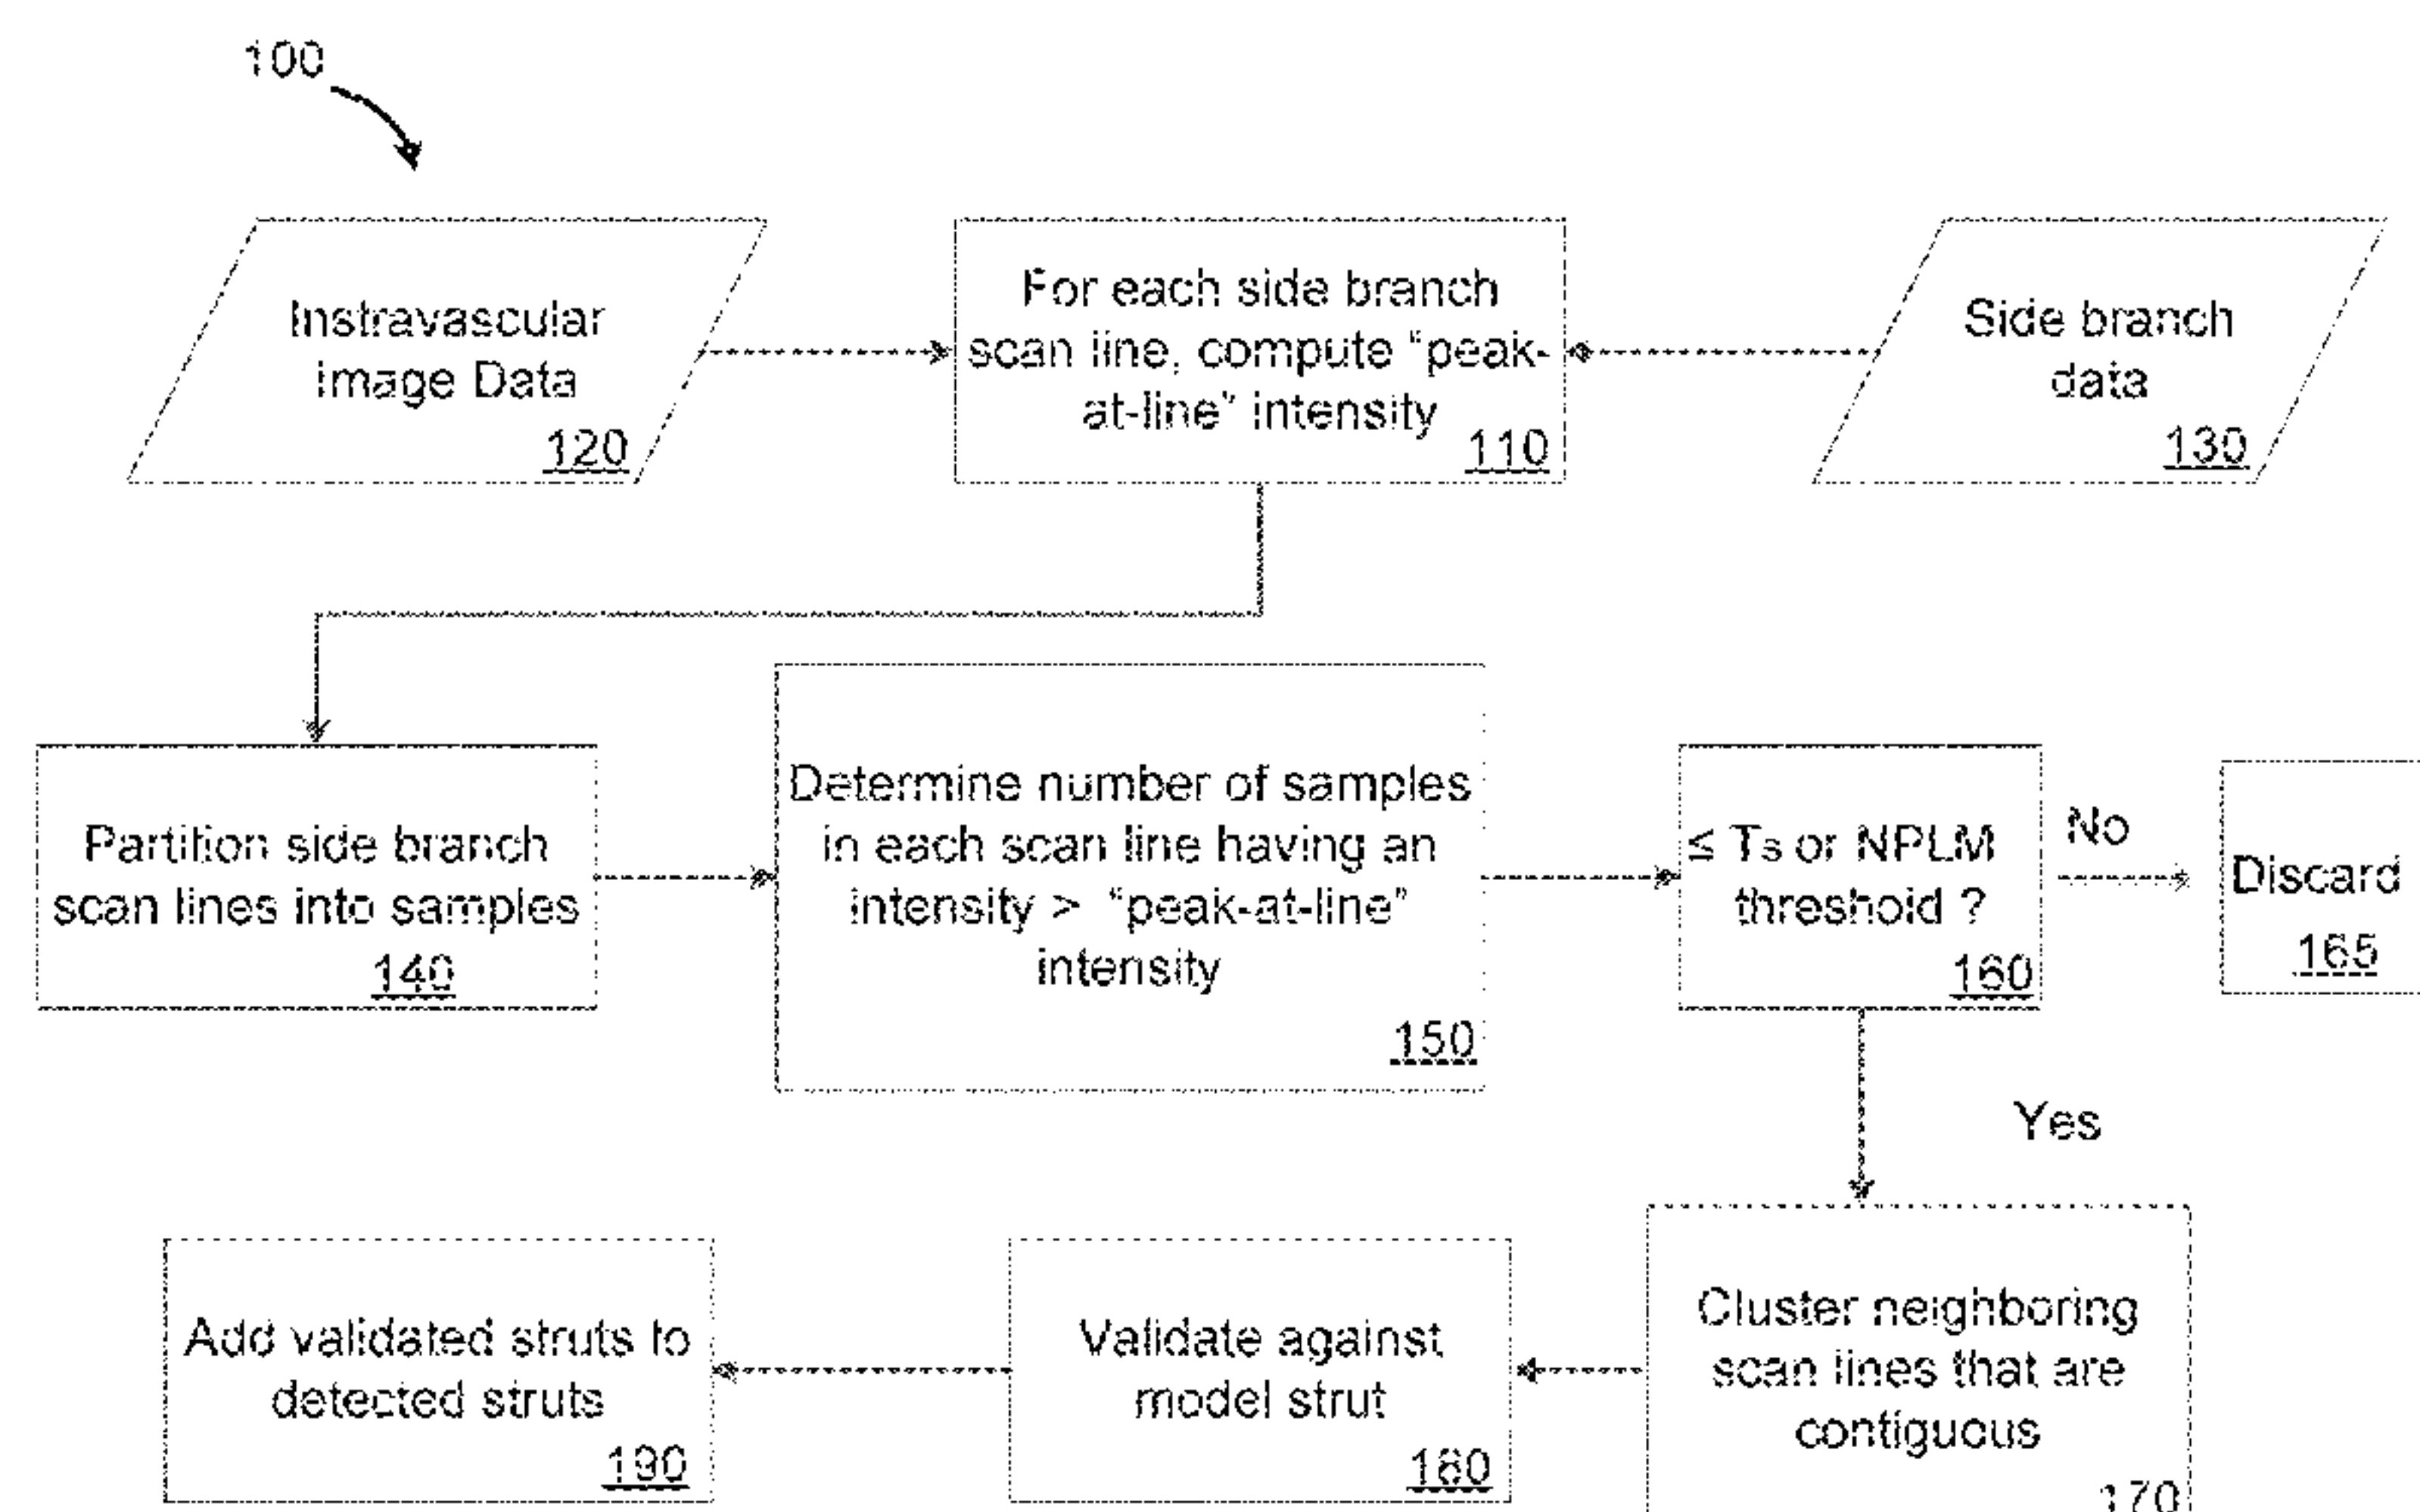 100
Instravascular
Image Data
120
For each side branch
scan line, compute "peak-
at-line" intensity
110
Side branch
data
130
Partition side branch
scan lines into samples
140
Determine number of samples
in each scan line having an
intensity > "peak-at-line"
intensity
150
≤ Ts or NPLM
threshold ?
160
No
Discard
165
Yes
Cluster neighboring
scan lines that are
contiguous
170
Validate against
model strut
180
Add validated struts to
detected struts
190